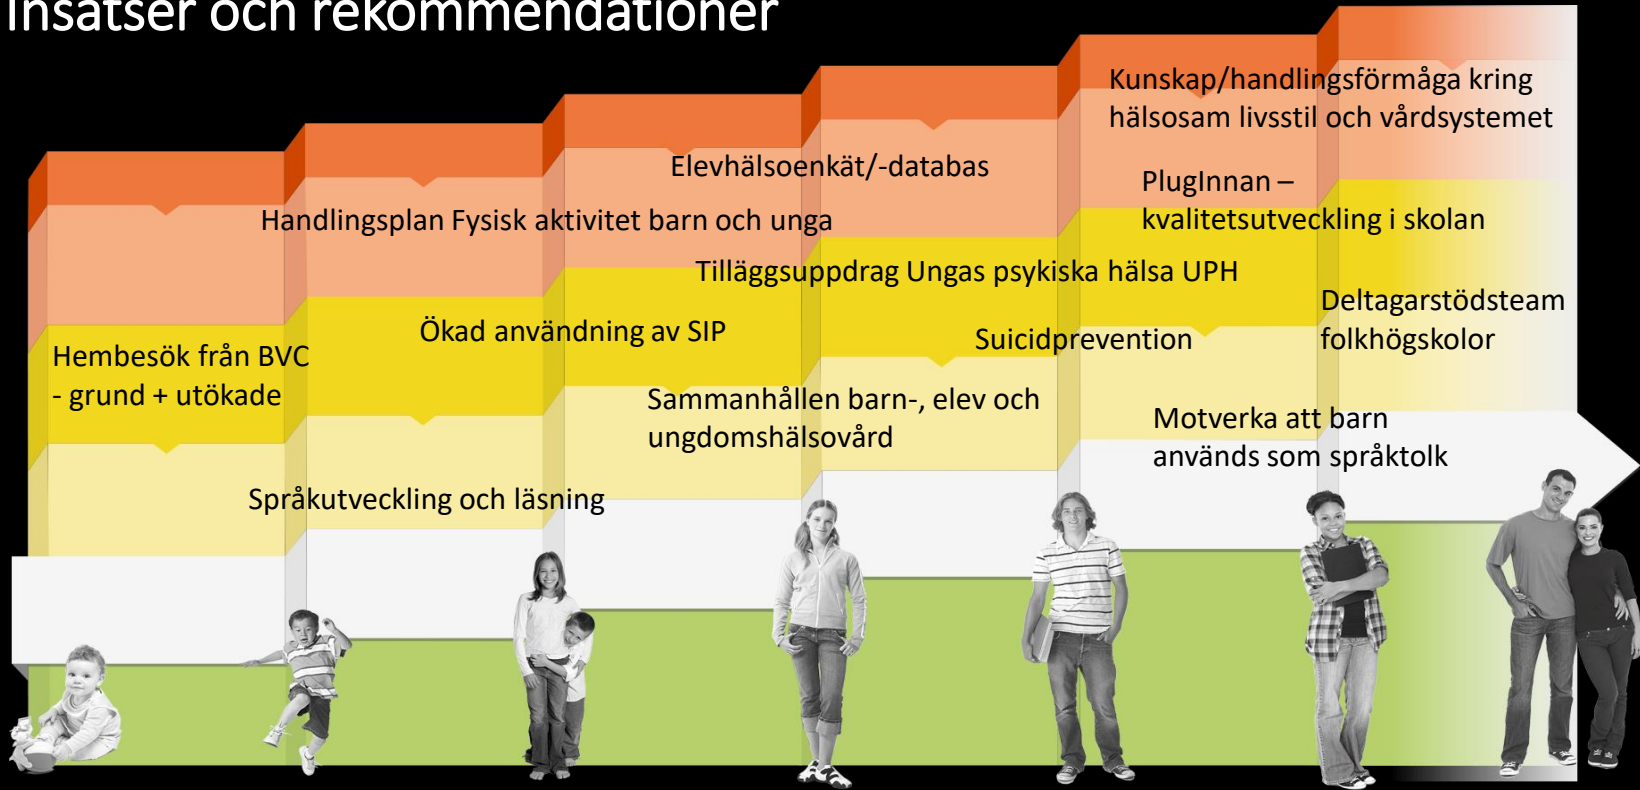 Insatser och rekommendationer
Kunskap/handlingsförmåga kring
hälsosam livsstil och vårdsystemet
Elevhälsoenkät/-databas
PlugInnan –
kvalitetsutveckling i skolan
Handlingsplan Fysisk aktivitet barn och unga
Tilläggsuppdrag Ungas psykiska hälsa UPH
Deltagarstödsteam
folkhögskolor
Ökad användning av SIP
Suicidprevention
Hembesök från BVC
- grund + utökade
Sammanhållen barn-, elev och
ungdomshälsovård
Motverka att barn
används som språktolk
Språkutveckling och läsning